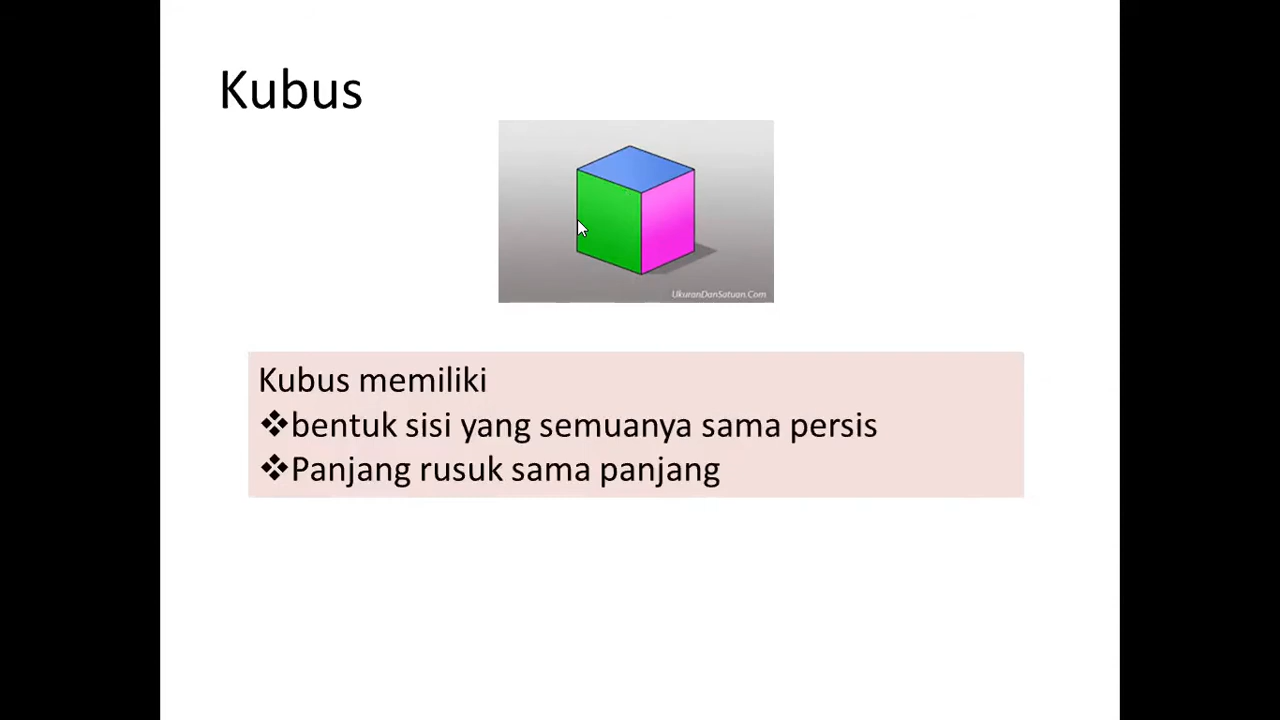 Kubus
UkuranDanSatuan.Com
Kubus memiliki
❖bentuk sisi yang semuanya sama persis
❖Panjang rusuk sama panjang